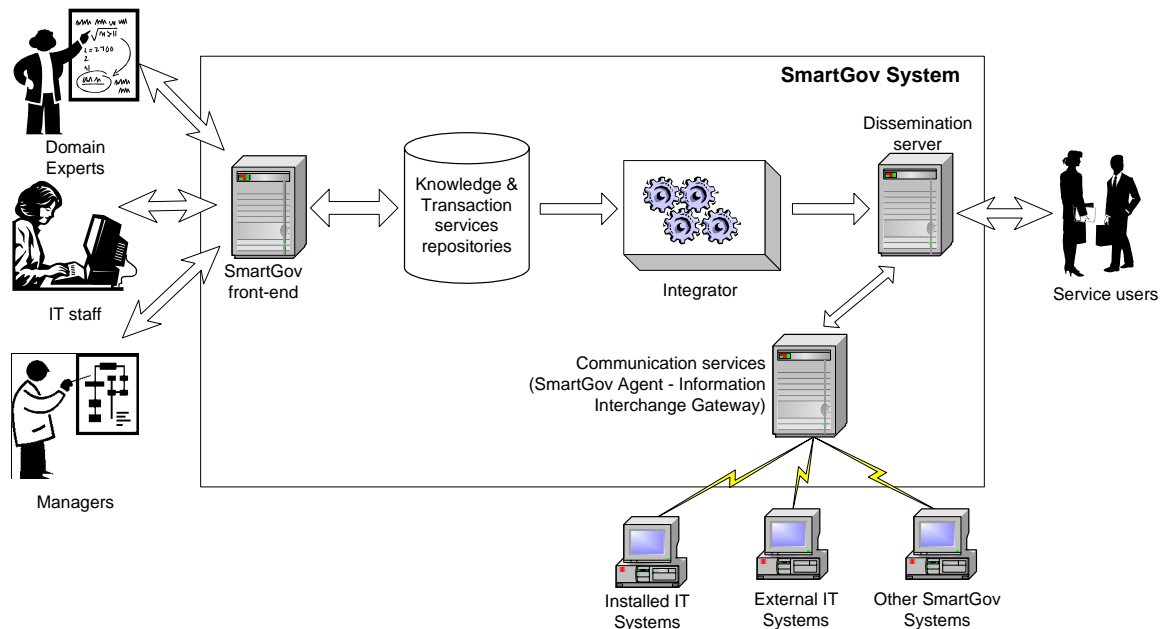 SmartGov System
Domain
Experts
IT staff
Managers
SmartGov
front-end
Knowledge &
Transaction
services
repositories
Integrator
Dissemination
server
Service users
Communication services
(SmartGov Agent - Information
Interchange Gateway)
Installed IT
Systems
External IT
Systems
Other SmartGov
Systems